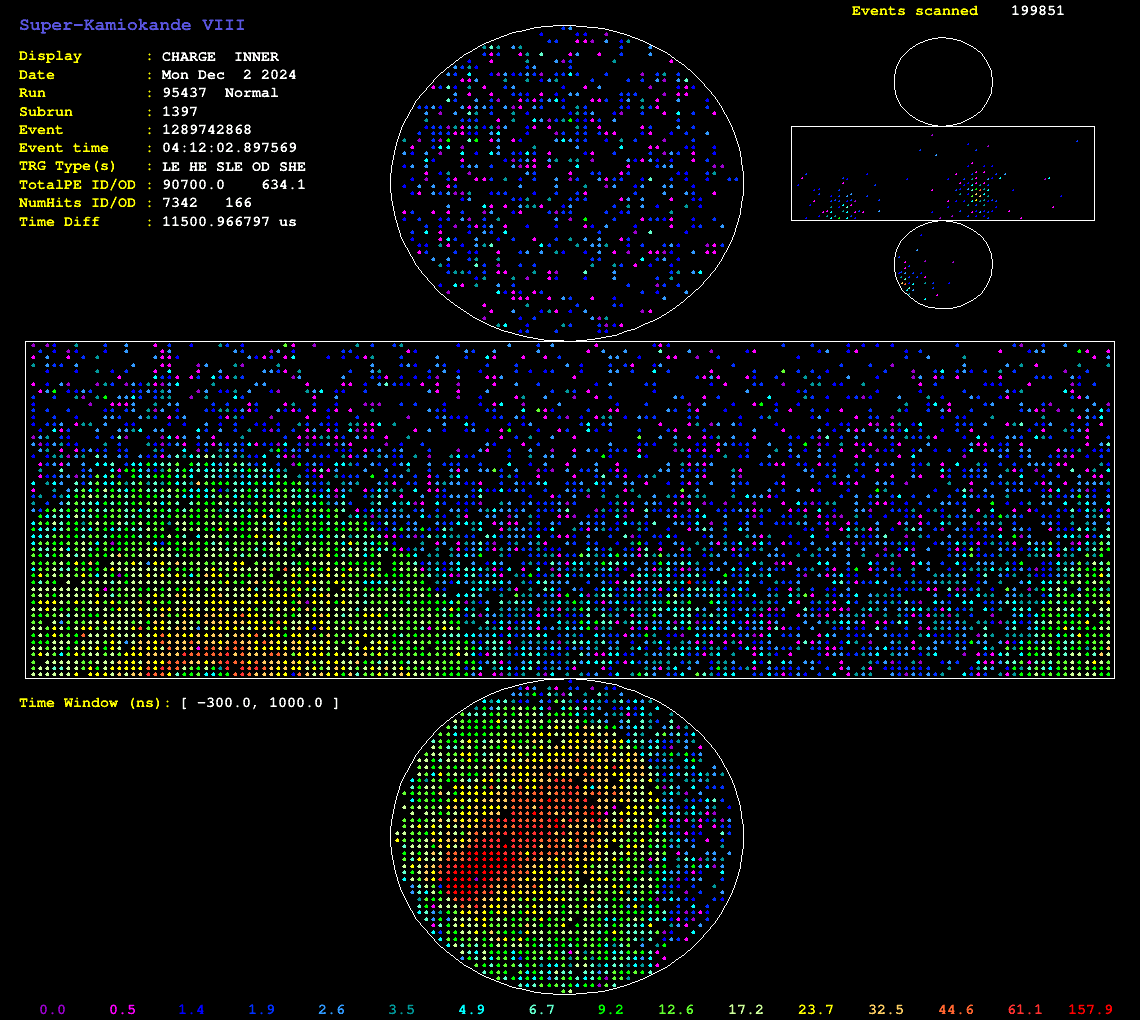 Super-Kamiokande VIII
Events scanned 199851
Display : CHARGE INNER
Date : Mon Dec 2 2024
Run : 95437 Normal
Subrun : 1397
Event : 1289742868
Event time : 04:12:02.897569
TRG Type(s) : LE HE SLE OD SHE
TotalPE ID/OD : 90700.0 634.1
NumHits ID/OD : 7342 166
Time Diff : 11500.966797 us
Time Window (ns): [ -300.0, 1000.0 ]
0.0 0.5 1.4 1.9 2.6 3.5 4.9 6.7 9.2 12.6 17.2 23.7 32.5 44.6 61.1 157.9